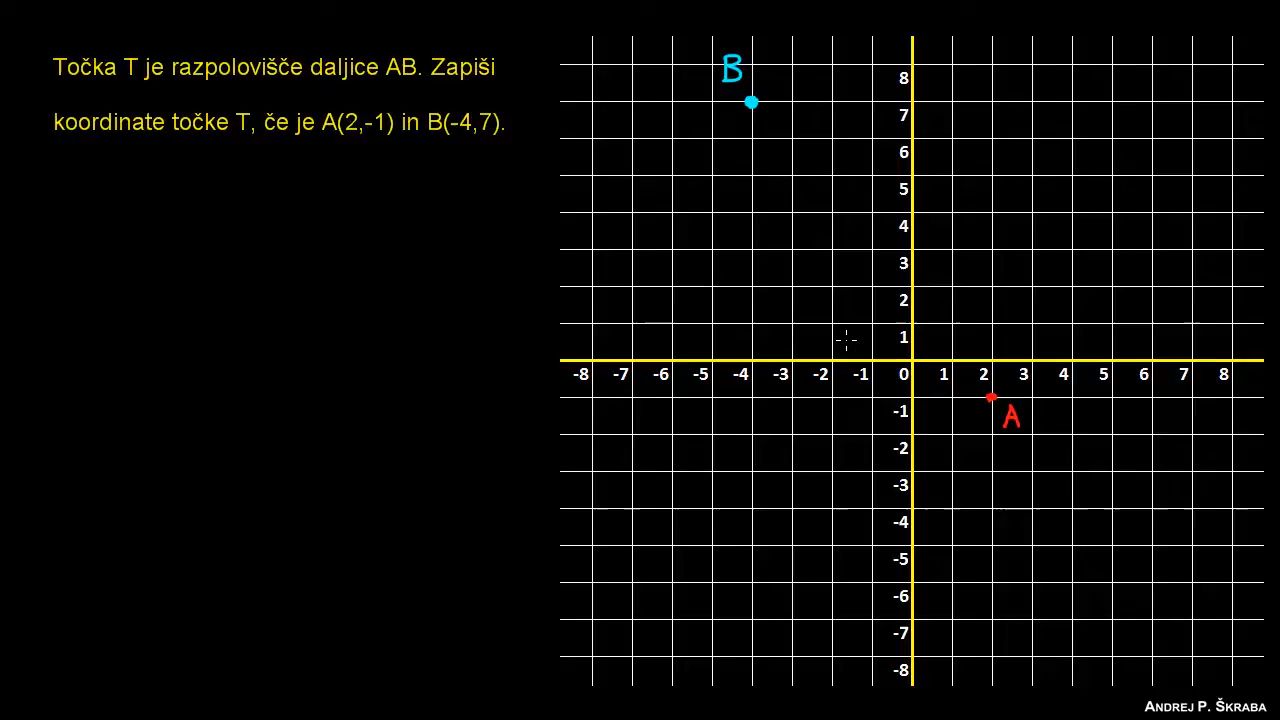 Točka T je razpolovišče daljice AB. Zapiši
koordinate točke T, če je A(2,-1) in B(-4,7).
B
8
7
6
5
4
3
2
1
-8 -7 -6 -5 -4 -3 -2 -1 0 1 2 3 4 5 6 7 8
-1
A
-2
-3
-4
-5
-6
-7
-8
ANDREJ P. ŠKRABA